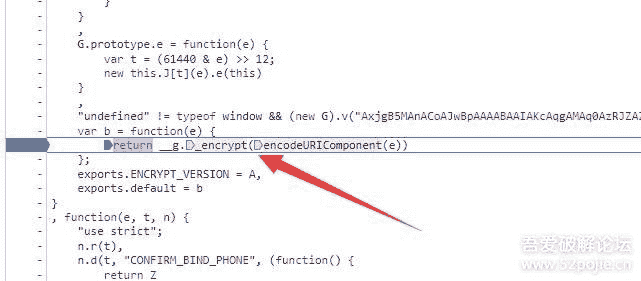 }
}
,
G.prototype.e = function(e) {
var t = (61440 & e) >> 12;
new this.J[t](e).e(this)
}
,
"undefined" != typeof window && (new G).v("AxjgB5MAnACoAJwBpAAAABAAIAKcAqgAMAq0AzRJZAZ
var b = function(e) {
return __g._encrypt(encodeURIComponent(e))
};
exports.ENCRYPT_VERSION = A,
exports.default = b
}
, function(e, t, n) {
"use strict";
n.r(t),
n.d(t, "CONFIRM_BIND_PHONE", (function() {
return Z
吾爱破解论坛
www.52pojie.cn